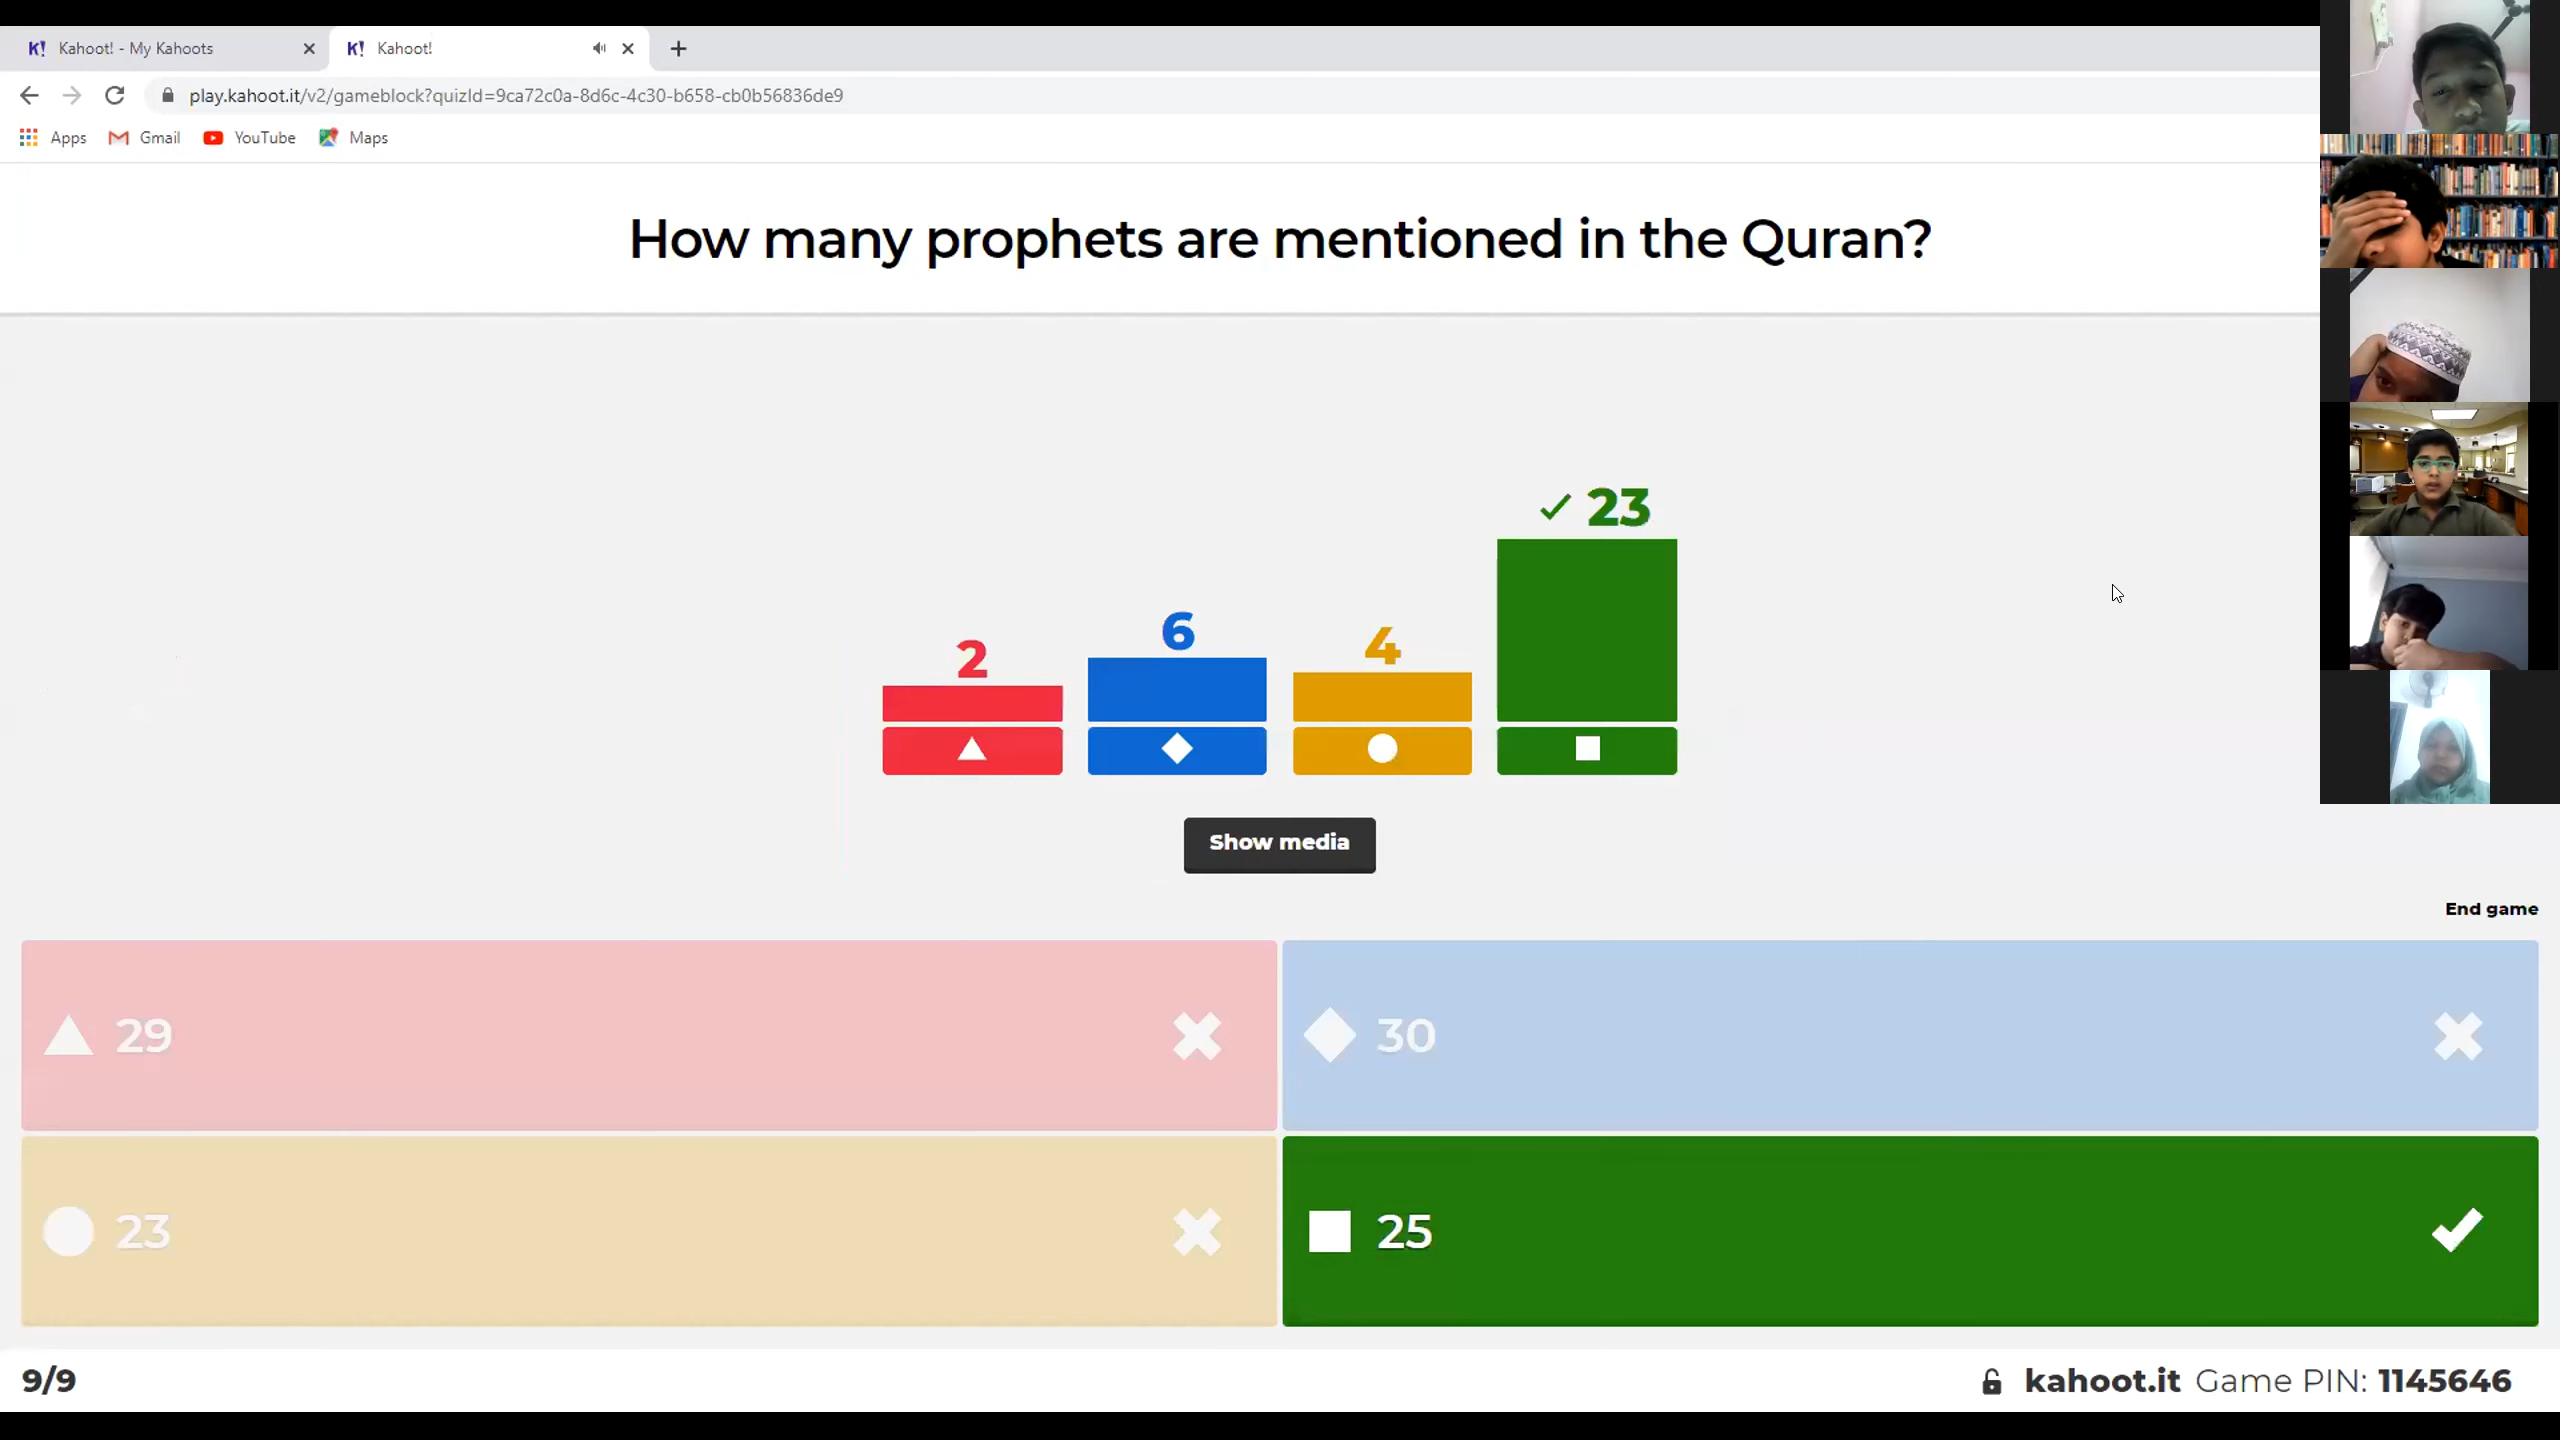 K! Kahoot! - My Kahoots
K! Kahoot!
play.kahoot.it/v2/gameblock?quizId=9ca72c0a-8d6c-4c30-b658-cb0b56836de9
Apps Gmail YouTube Maps
How many prophets are mentioned in the Quran?
2 6 4 23
Show media
End game
29
30
23
25
9/9
kahoot.it Game PIN: 1145646